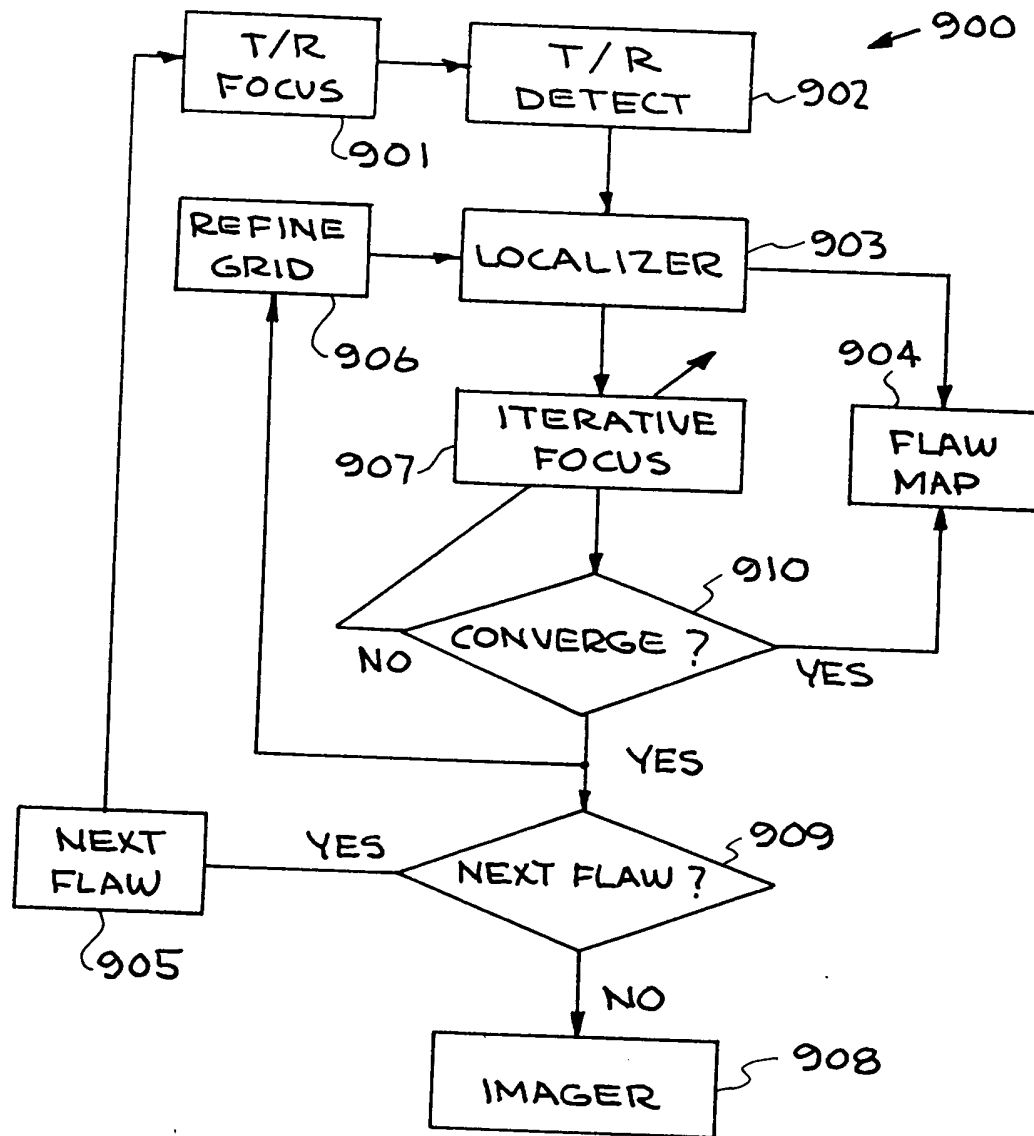 900
T/R
FOCUS
901
T/R
DETECT
902
REFINE
GRID
906
LOCALIZER
903
904
FLAW
MAP
ITERATIVE
FOCUS
907
910
CONVERGE ?
NO
YES
YES
909
NEXT FLAW ?
YES
NEXT
FLAW
905
NO
IMAGER
908